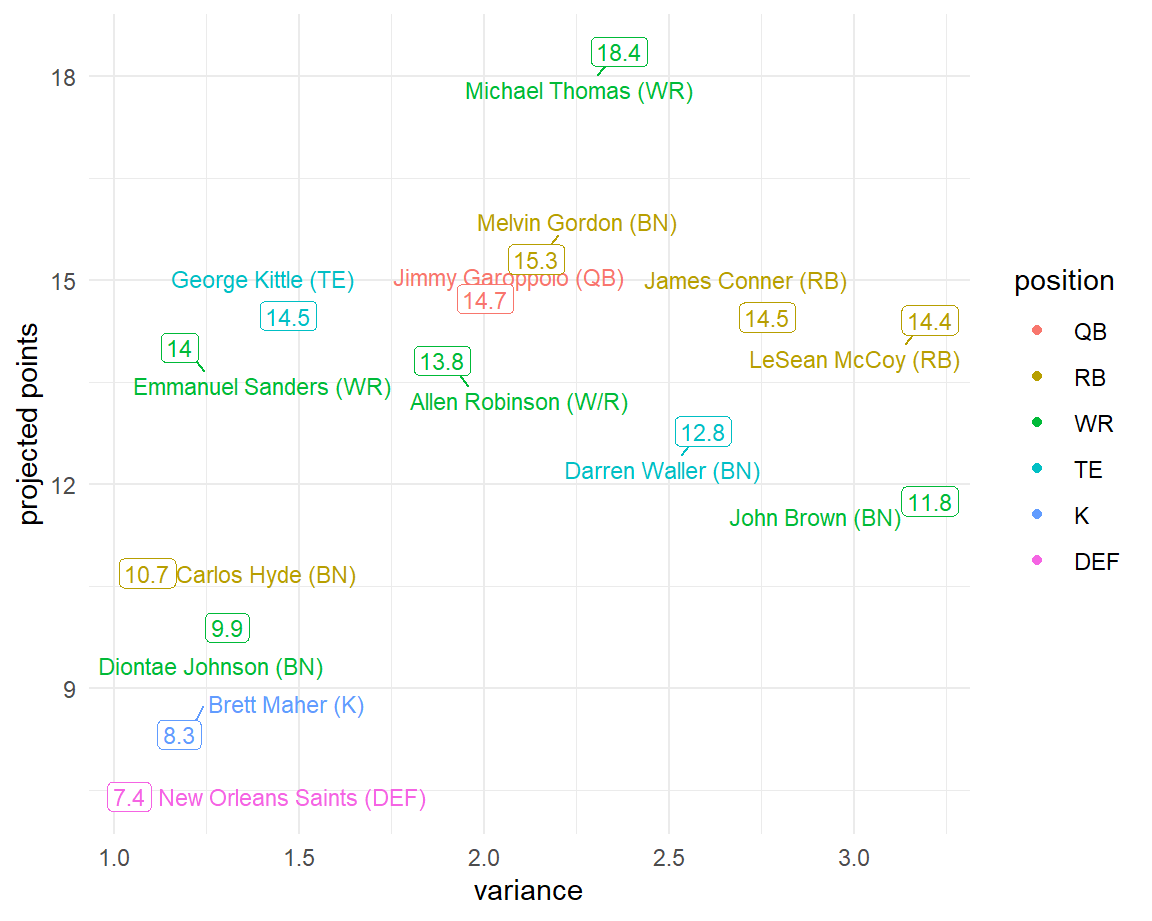 18.4
18
Michael Thomas (WR)
Melvin Gordon (BN)
15.3
15
George Kittle (TE)
Jimmy Garoppolo (QB)
James Conner (RB)
14.7
14.5
14.5
14.4
14
13.8
LeSean McCoy (RB)
Emmanuel Sanders (WR)
Allen Robinson (W/R)
12.8
Darren Waller (BN)
12
11.8
John Brown (BN)
10.7
Carlos Hyde (BN)
9.9
Diontae Johnson (BN)
9
Brett Maher (K)
8.3
7.4
New Orleans Saints (DEF)
1.0
1.5
2.0
2.5
3.0
variance
projected points
position
QB
RB
WR
TE
K
DEF